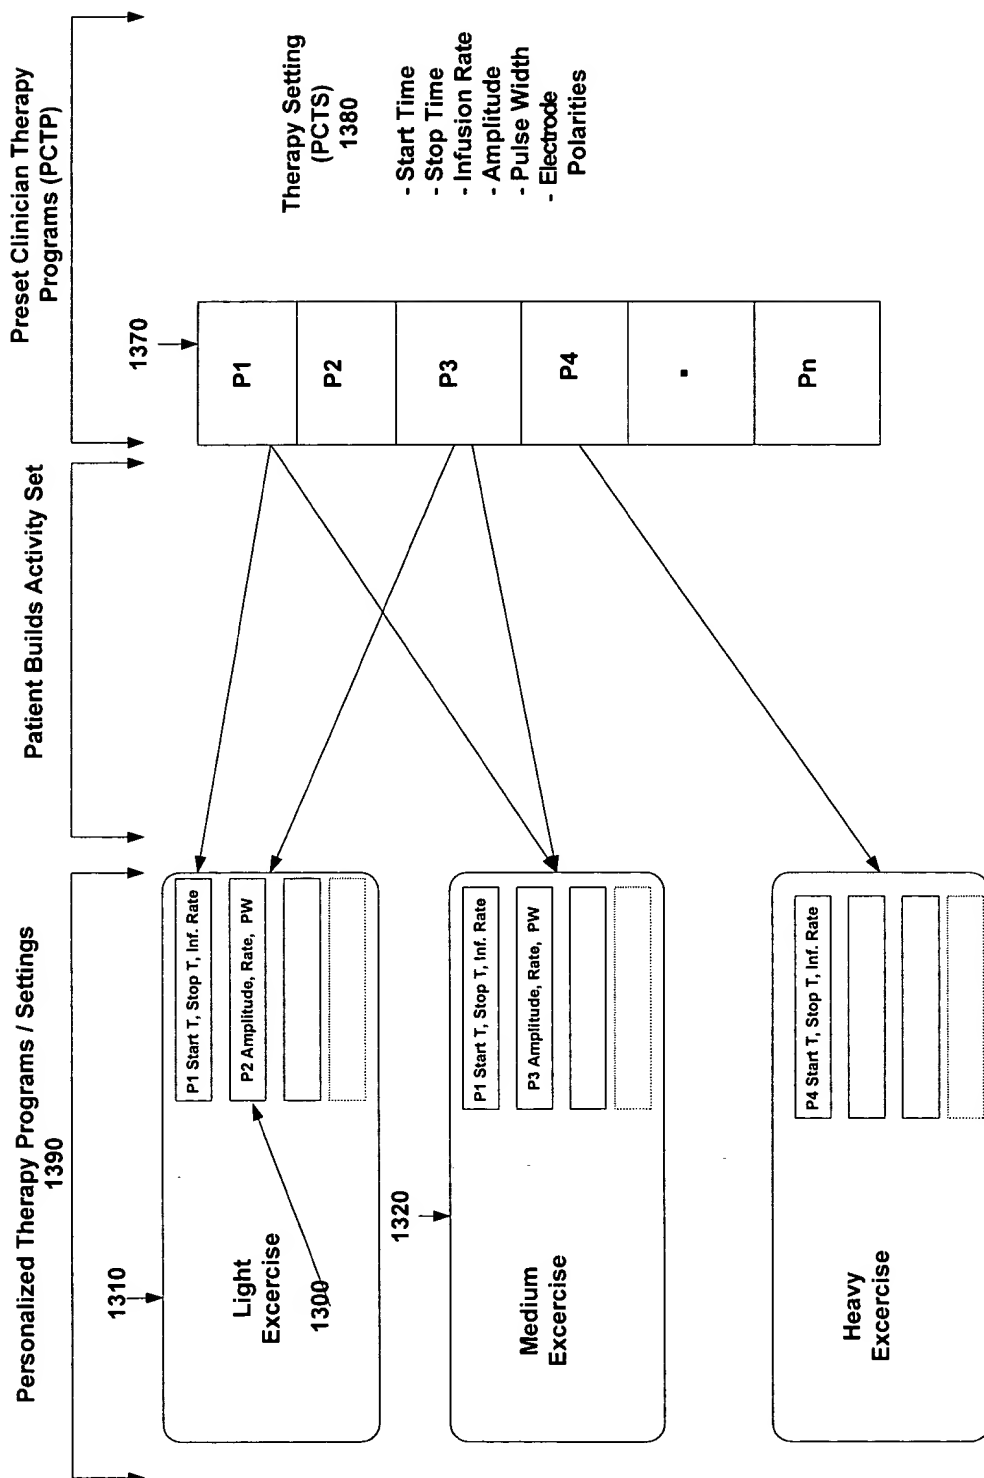 Personalized Therapy Programs / Settings
1390
Patient Builds Activity Set
Preset Clinician Therapy
Programs (PCTP)
1310
Light
Excercise
1300
P1 Start T, Stop T, Inf. Rate
P2 Amplitude, Rate, PW
1320
Medium
Excercise
P1 Start T, Stop T, Inf. Rate
P3 Amplitude, Rate, PW
Heavy
Excercise
P4 Start T, Stop T, Inf. Rate
1370
P1
P2
P3
P4
.
Pn
Therapy Setting
(PCTS)
1380
- Start Time
- Stop Time
- Infusion Rate
- Amplitude
- Pulse Width
- Electrode
Polarities